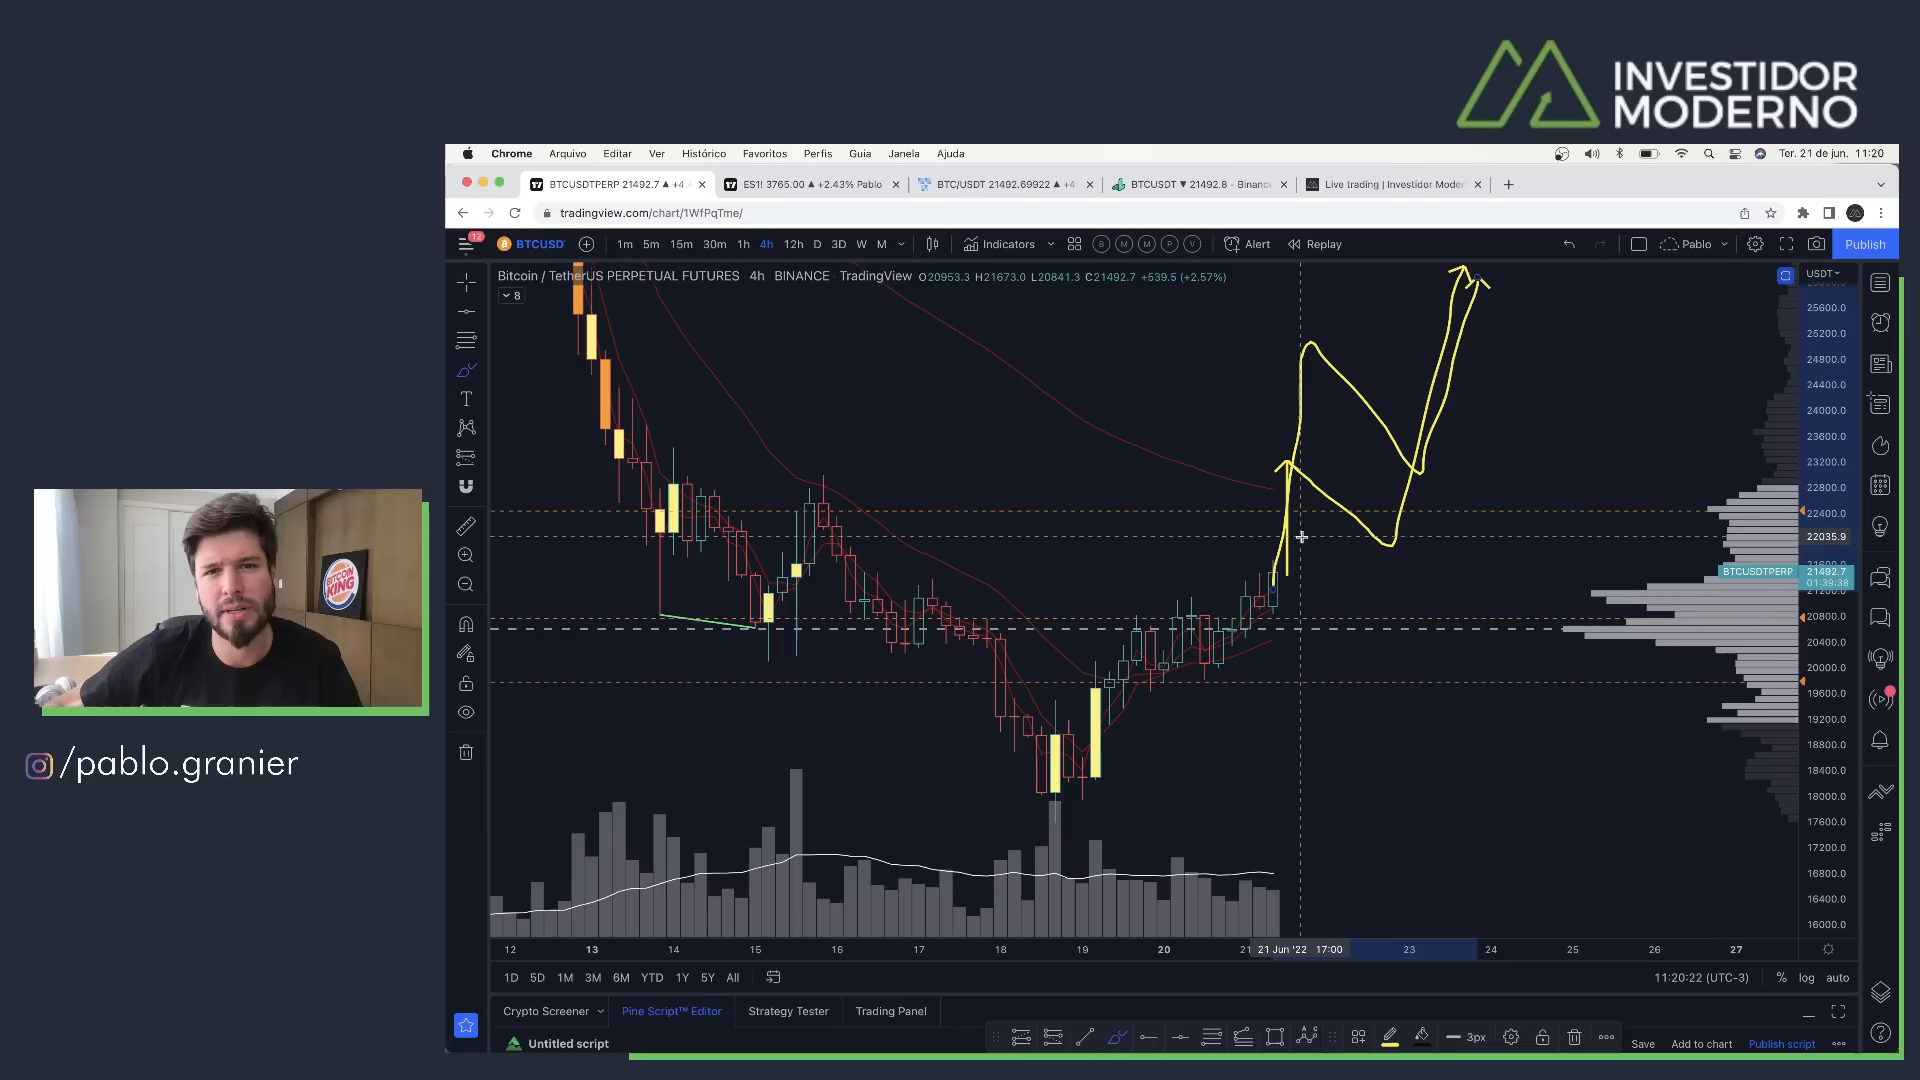 INVESTIDOR
MODERNO
Chrome Arquivo Editar Ver Histórico Favoritos Perfis Guia Janela Ajuda
Ter. 21 de jun. 11:20
BTCUSDTPERP 21492.7 ▲ +4.
ES1! 3765.00 ▲ +2.43% Pablo
BTC/USDT 21492.69922 ▲ +4
BTCUSDT ▼ 21492.8 - Binanc
Live trading | Investidor Moder
tradingview.com/chart/1WfPqTme/
12
BTCUSD
1m 5m 15m 30m 1h 4h 12h D 3D W M
Indicators
B M M P V
Alert
Replay
Pablo
Publish
Bitcoin / TetherUS PERPETUAL FUTURES · 4h · BINANCE · TradingView O20953.3 H21673.0 L20841.3 C21492.7 +539.5 (+2.57%)
USDT
8
25600.0
25200.0
24800.0
24400.0
24000.0
23600.0
23200.0
22800.0
22400.0
22035.9
BTCUSDTPERP 21492.7
01:39:38
20800.0
20400.0
20000.0
19600.0
19200.0
18800.0
18400.0
18000.0
17600.0
17200.0
16800.0
16400.0
16000.0
BITCOIN
KING
/pablo.granier
12 13 14 15 16 17 18 19 20 21 Jun '22 17:00 23 24 25 26 27
1D 5D 1M 3M 6M YTD 1Y 5Y All
11:20:22 (UTC-3) % log auto
Crypto Screener Pine Script™ Editor Strategy Tester Trading Panel
Untitled script
3px
Save Add to chart Publish script